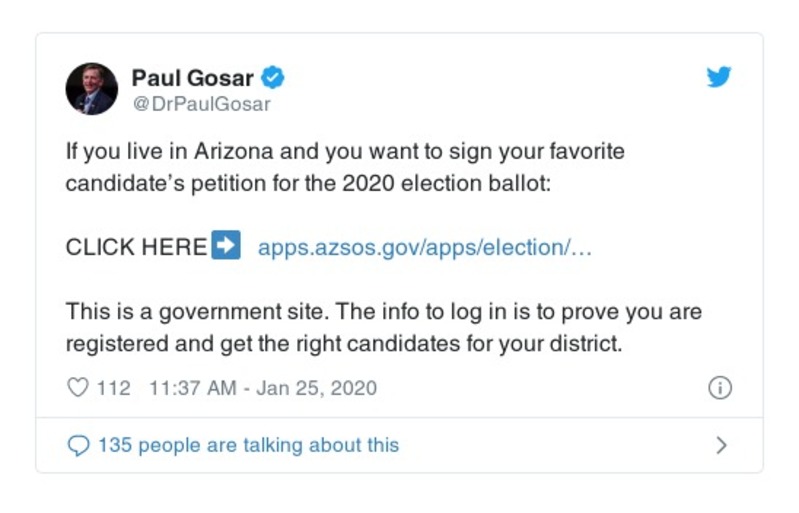 Paul Gosar
@DrPaulGosar
If you live in Arizona and you want to sign your favorite
candidate's petition for the 2020 election ballot:
CLICK HERE➡️ apps.azsos.gov/apps/election/…
This is a government site. The info to log in is to prove you are
registered and get the right candidates for your district.
112 11:37 AM - Jan 25, 2020
135 people are talking about this